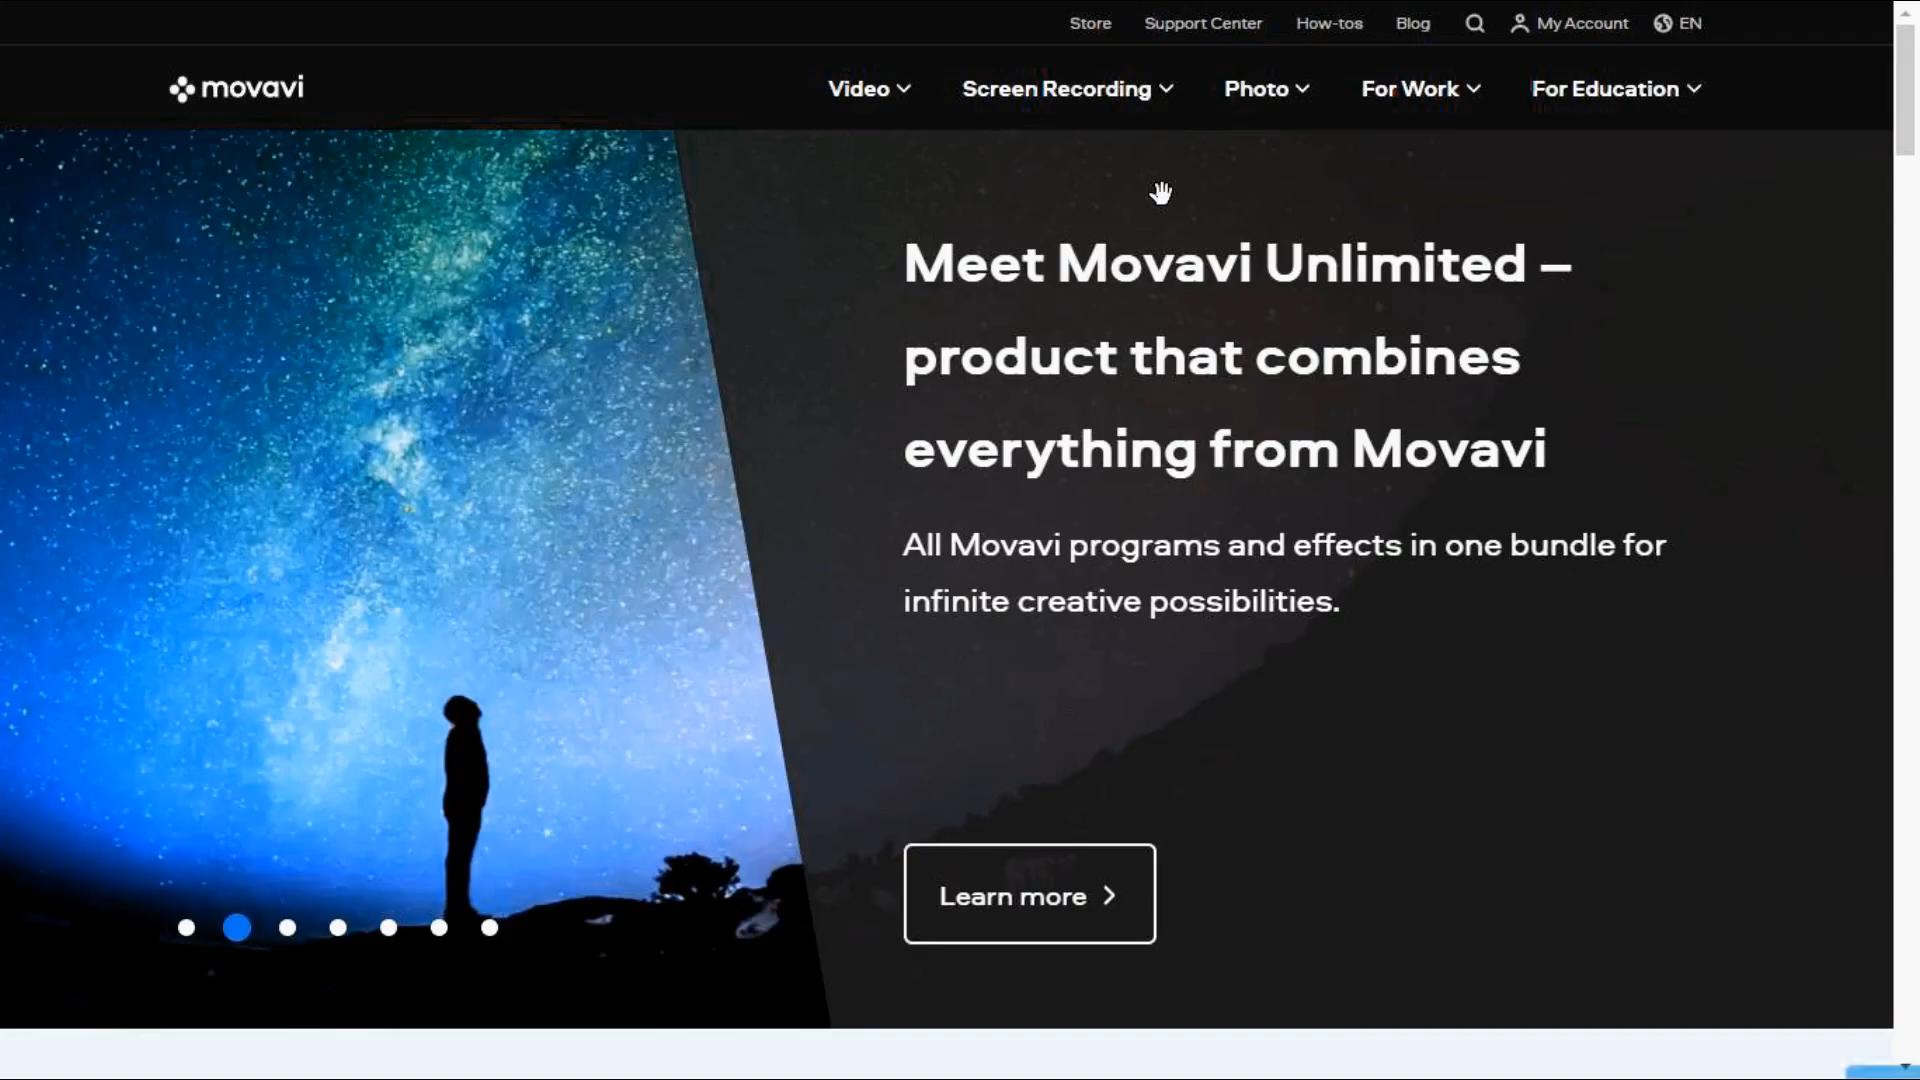 Store Support Center How-tos Blog My Account EN
movavi Video Screen Recording Photo For Work For Education
Meet Movavi Unlimited –
product that combines
everything from Movavi
All Movavi programs and effects in one bundle for
infinite creative possibilities.
Learn more